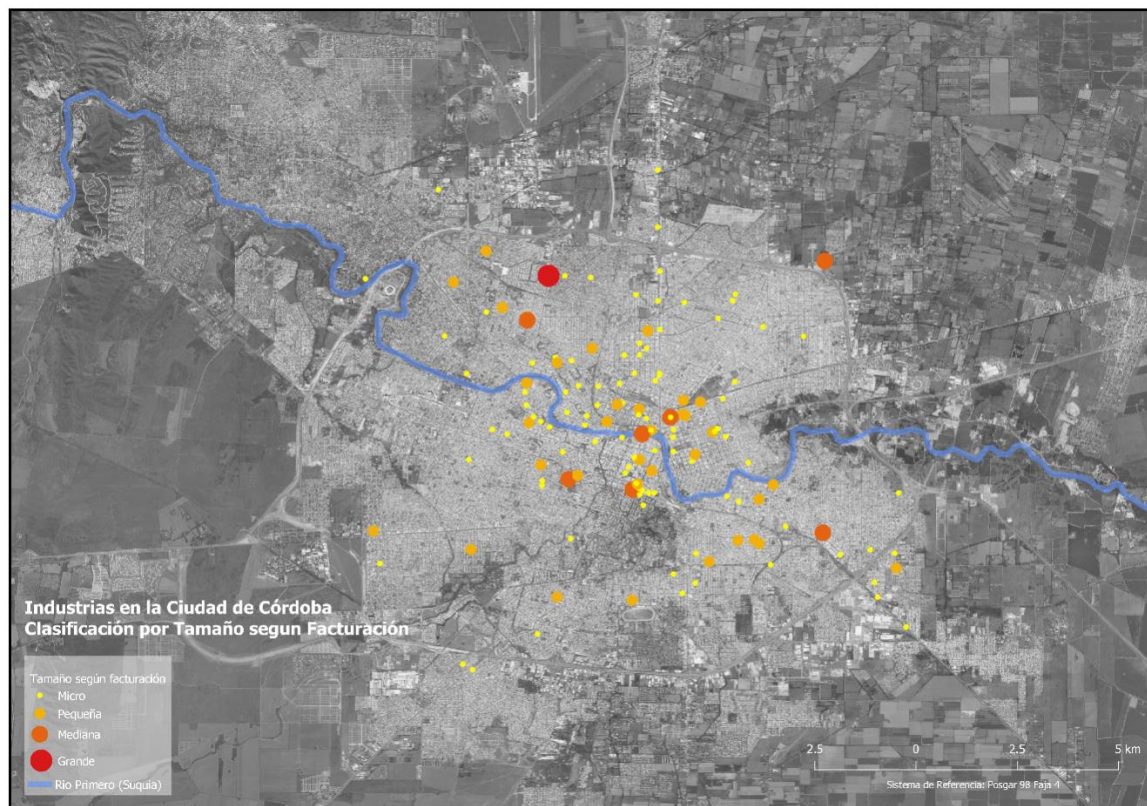 Industrias en la Ciudad de Córdoba
Clasificación por Tamaño segun Facturación
Tamaño según facturación
Micro
Pequeña
Mediana
Grande
Rio Primero (Suquia)
2.5 0 2.5 5 km
Sistema de Referencia: Posgar 98 Faja 4